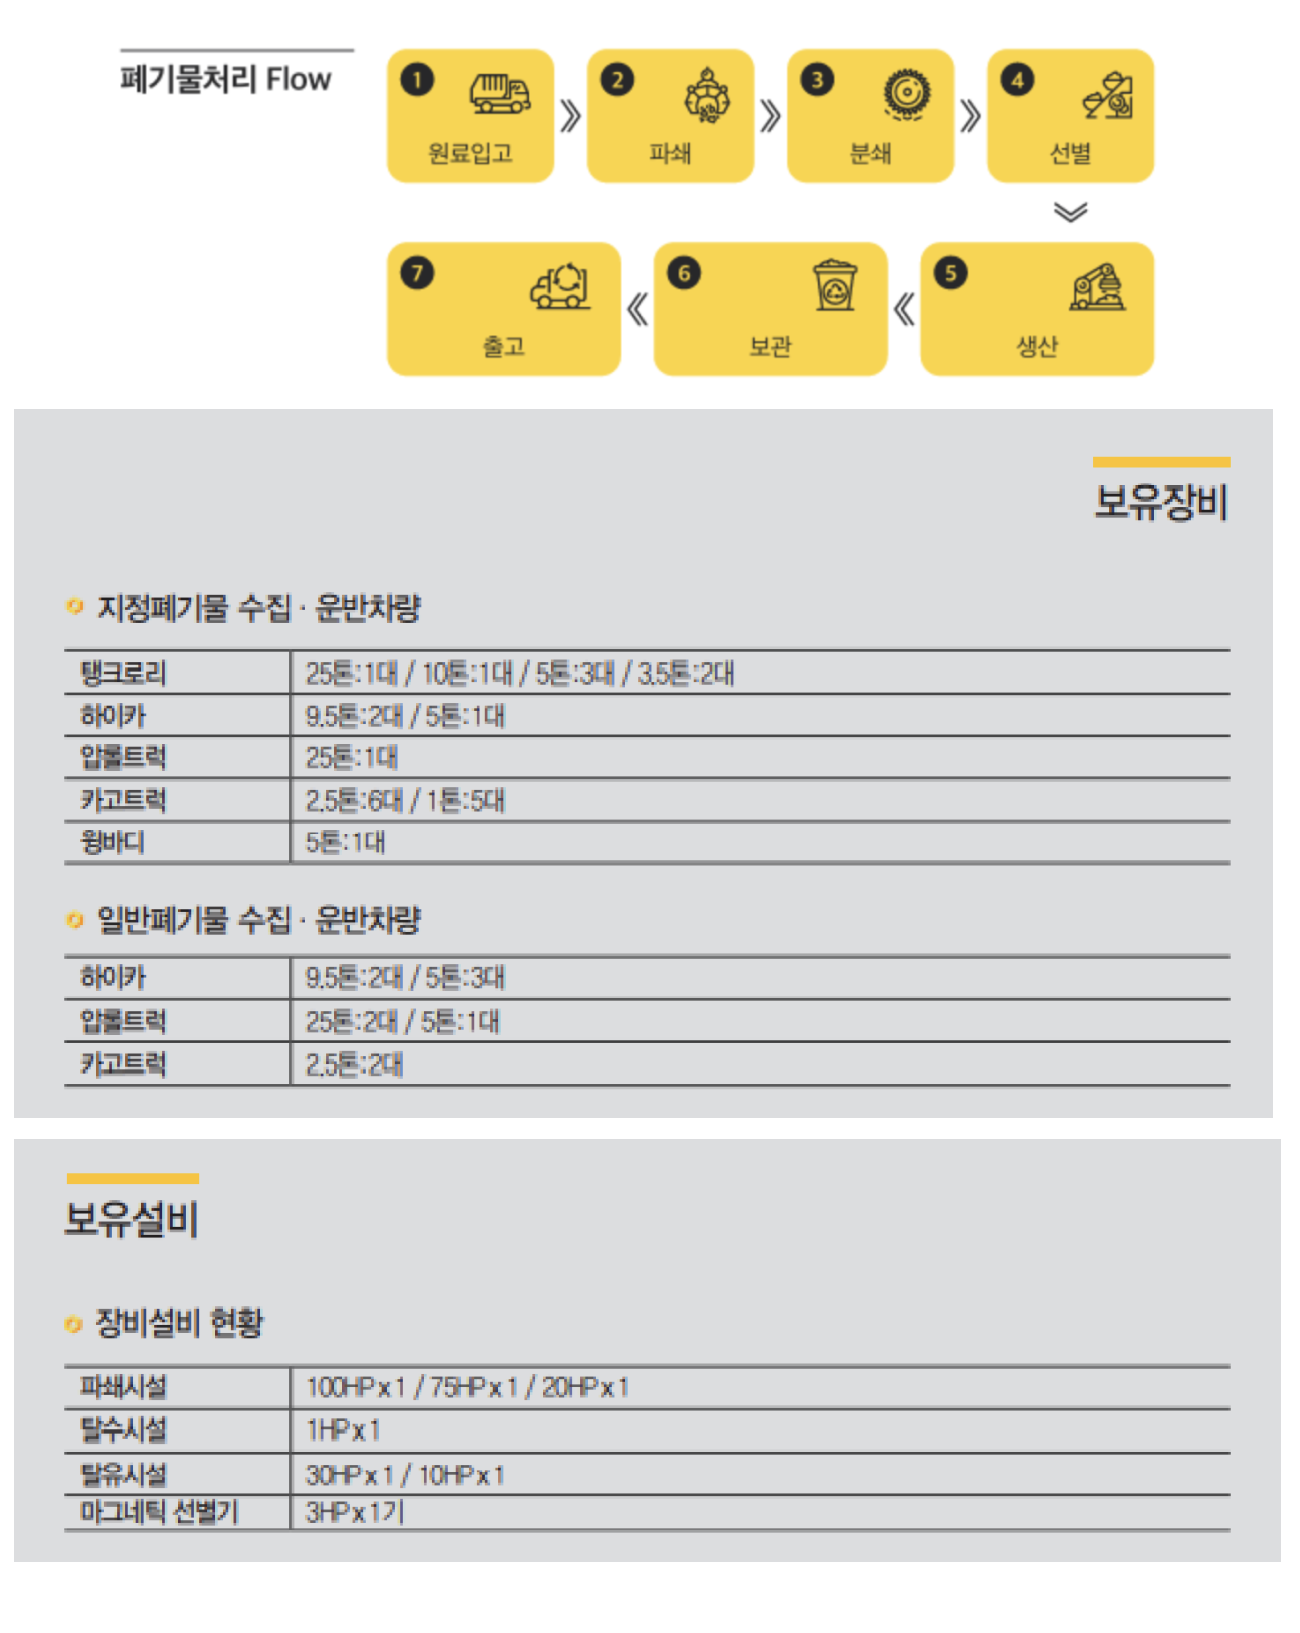 폐기물처리 Flow
1 원료입고
2 파쇄
3 분쇄
4 선별
5 생산
6 보관
7 출고
보유장비
지정폐기물 수집 · 운반차량
탱크로리 25톤:1대 / 10톤:1대 / 5톤:3대 / 3.5톤:2대
하이카 9.5톤:2대 / 5톤:1대
압롤트럭 25톤:1대
카고트럭 2.5톤:6대 / 1톤:5대
윙바디 5톤:1대
일반폐기물 수집 · 운반차량
하이카 9.5톤:2대 / 5톤:3대
압롤트럭 25톤:2대 / 5톤:1대
카고트럭 2.5톤:2대
보유설비
장비설비 현황
파쇄시설 100HP x 1 / 75HP x 1 / 20HP x 1
탈수시설 1HP x 1
탈유시설 30HP x 1 / 10HP x 1
마그네틱 선별기 3HP x 1기